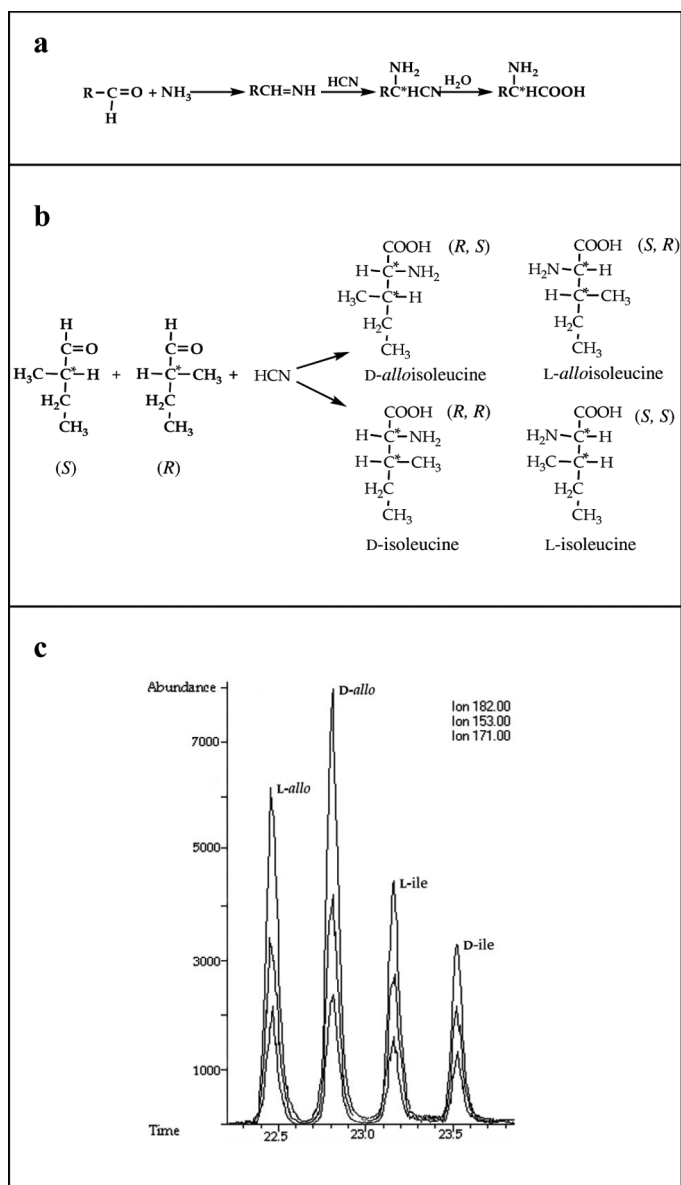 a
R–C=O + NH₃ → RCH=NH HCN → NH₂ RC*HCN H₂O → NH₂ RC*HCOOH
H
b
H
C=O
H₃C–C*–H
H₂C
CH₃
(S)
+
H
C=O
H–C*–CH₃
H₂C
CH₃
(R)
+ HCN
COOH (R, S)
H–C*–NH₂
H₃C–C*–H
H₂C
CH₃
D-alloisoleucine
COOH (S, R)
H₂N–C*–H
H–C*–CH₃
H₂C
CH₃
L-alloisoleucine
COOH (R, R)
H–C*–NH₂
H–C*–CH₃
H₂C
CH₃
D-isoleucine
COOH (S, S)
H₂N–C*–H
H₃C–C*–H
H₂C
CH₃
L-isoleucine
c
Abundance
D-allo
Ion 182.00
Ion 153.00
Ion 171.00
7000
L-allo
5000
L-ile
D-ile
3000
1000
Time
22.5 23.0 23.5